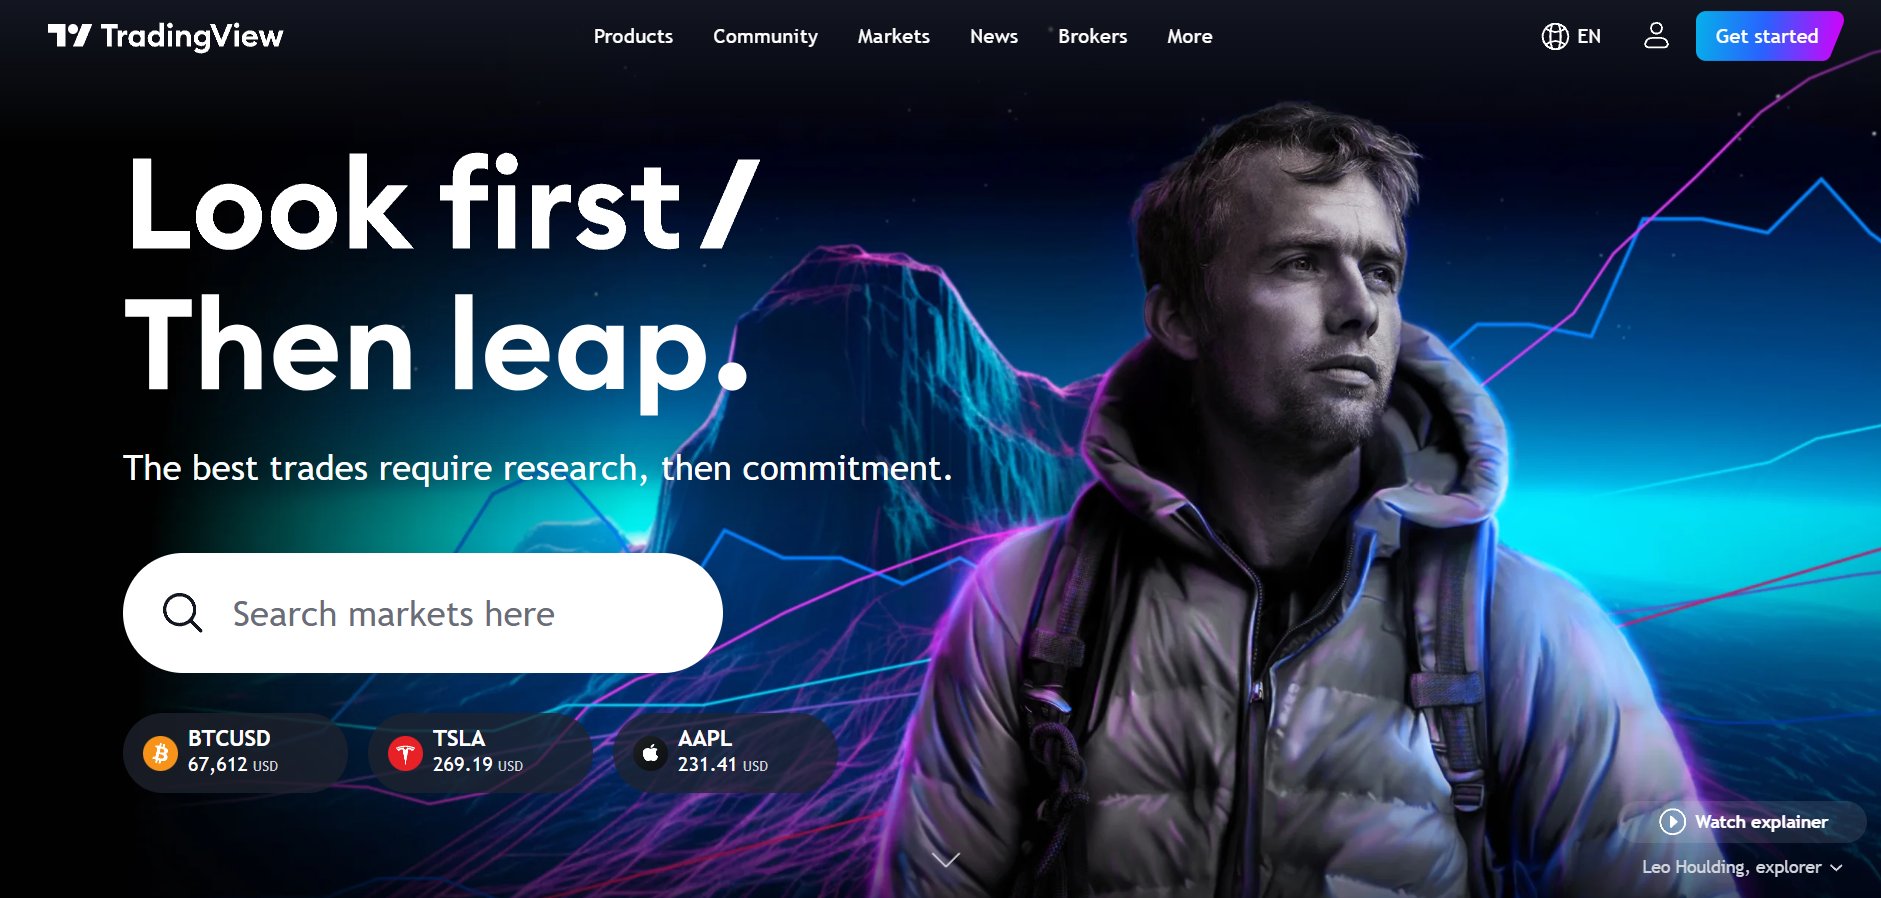 TradingView
Products Community Markets News Brokers More
EN
Get started
Look first /
Then leap.
The best trades require research, then commitment.
Search markets here
BTCUSD
67,612 USD
TSLA
269.19 USD
AAPL
231.41 USD
Watch explainer
Leo Houlding, explorer